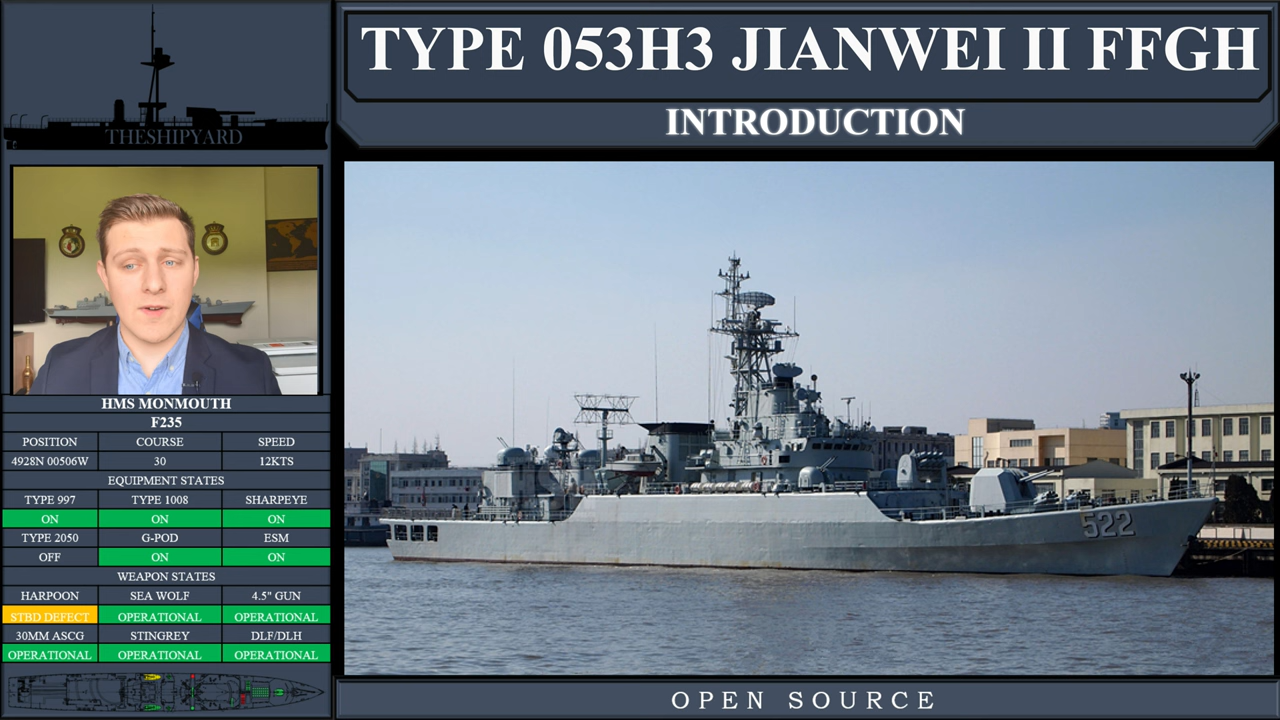 TYPE 053H3 JIANWEI II FFGH
INTRODUCTION
THESHIPYARD
HMS MONMOUTH
F235
POSITION COURSE SPEED
4928N 00506W 30 12KTS
EQUIPMENT STATES
TYPE 997 TYPE 1008 SHARPEYE
ON ON ON
TYPE 2050 G-POD ESM
OFF ON ON
WEAPON STATES
HARPOON SEA WOLF 4.5" GUN
STBD DEFECT OPERATIONAL OPERATIONAL
30MM ASCG STINGREY DLF/DLH
OPERATIONAL OPERATIONAL OPERATIONAL
522
OPEN SOURCE